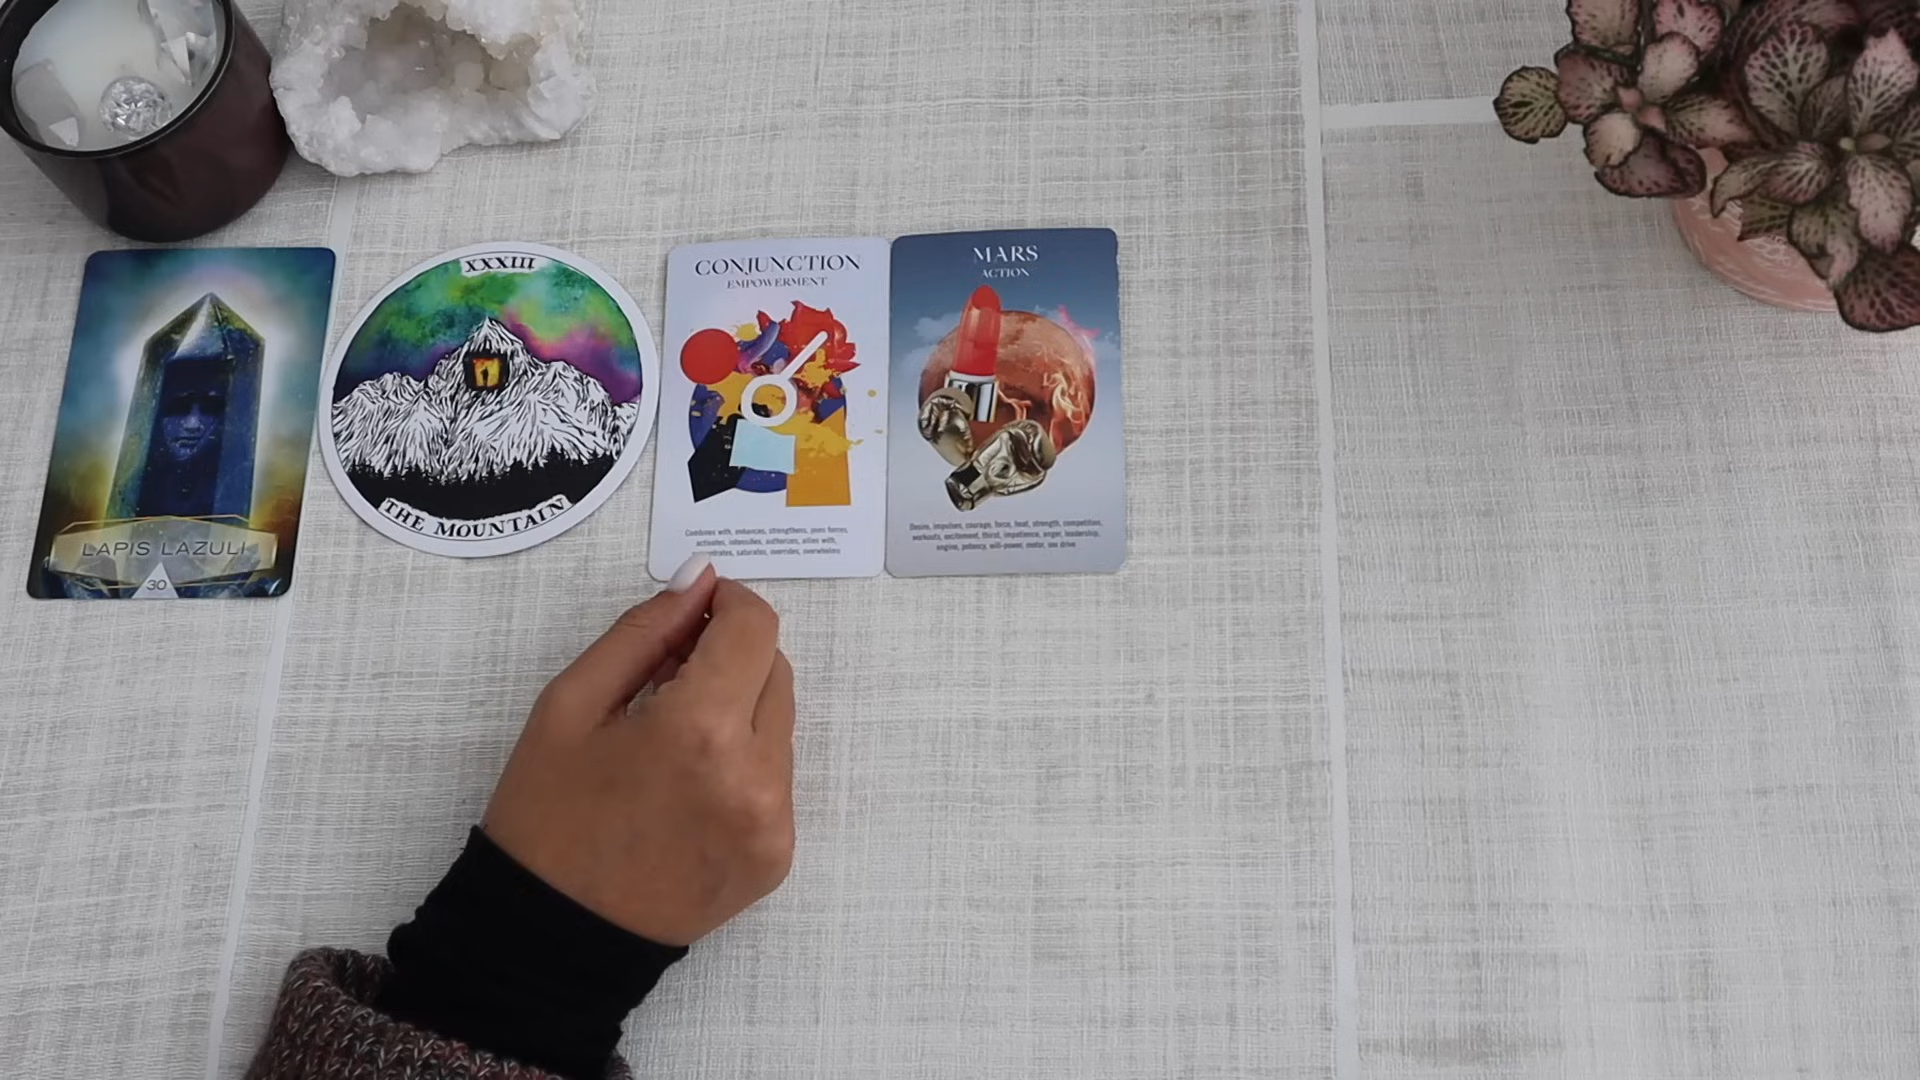 LAPIS LAZULI
30
XXXIII
THE MOUNTAIN
CONJUNCTION
EMPOWERMENT
Combines with, enhances, strengthens, joins forces,
activates, intensifies, authorizes, allies with,
saturates, overrides, overwhelms
MARS
ACTION
Desire, impulses, courage, force, heat, strength, competition,
workouts, excitement, thirst, impatience, anger, leadership,
engine, potency, will-power, motor, sex drive